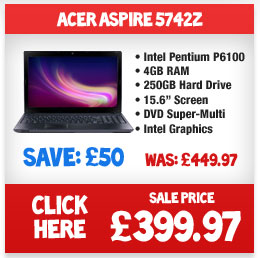 ACER ASPIRE 5742Z
• Intel Pentium P6100
• 4GB RAM
• 250GB Hard Drive
• 15.6” Screen
• DVD Super-Multi
• Intel Graphics
SAVE: £50
WAS: £449.97
CLICK HERE
SALE PRICE
£399.97